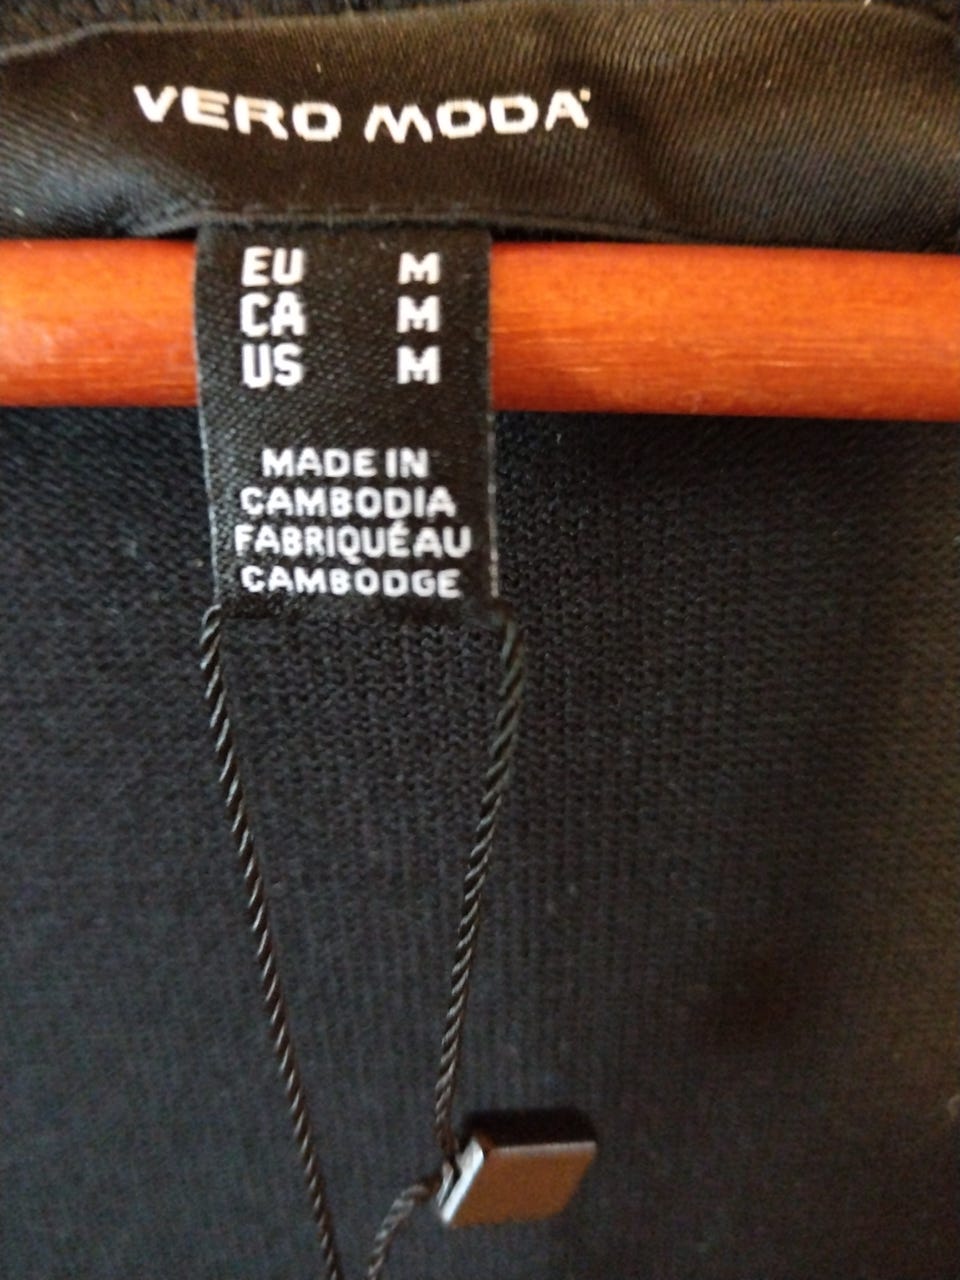 VERO MODA
EU M
CA M
US M
MADE IN
CAMBODIA
FABRIQUÉ AU
CAMBODGE